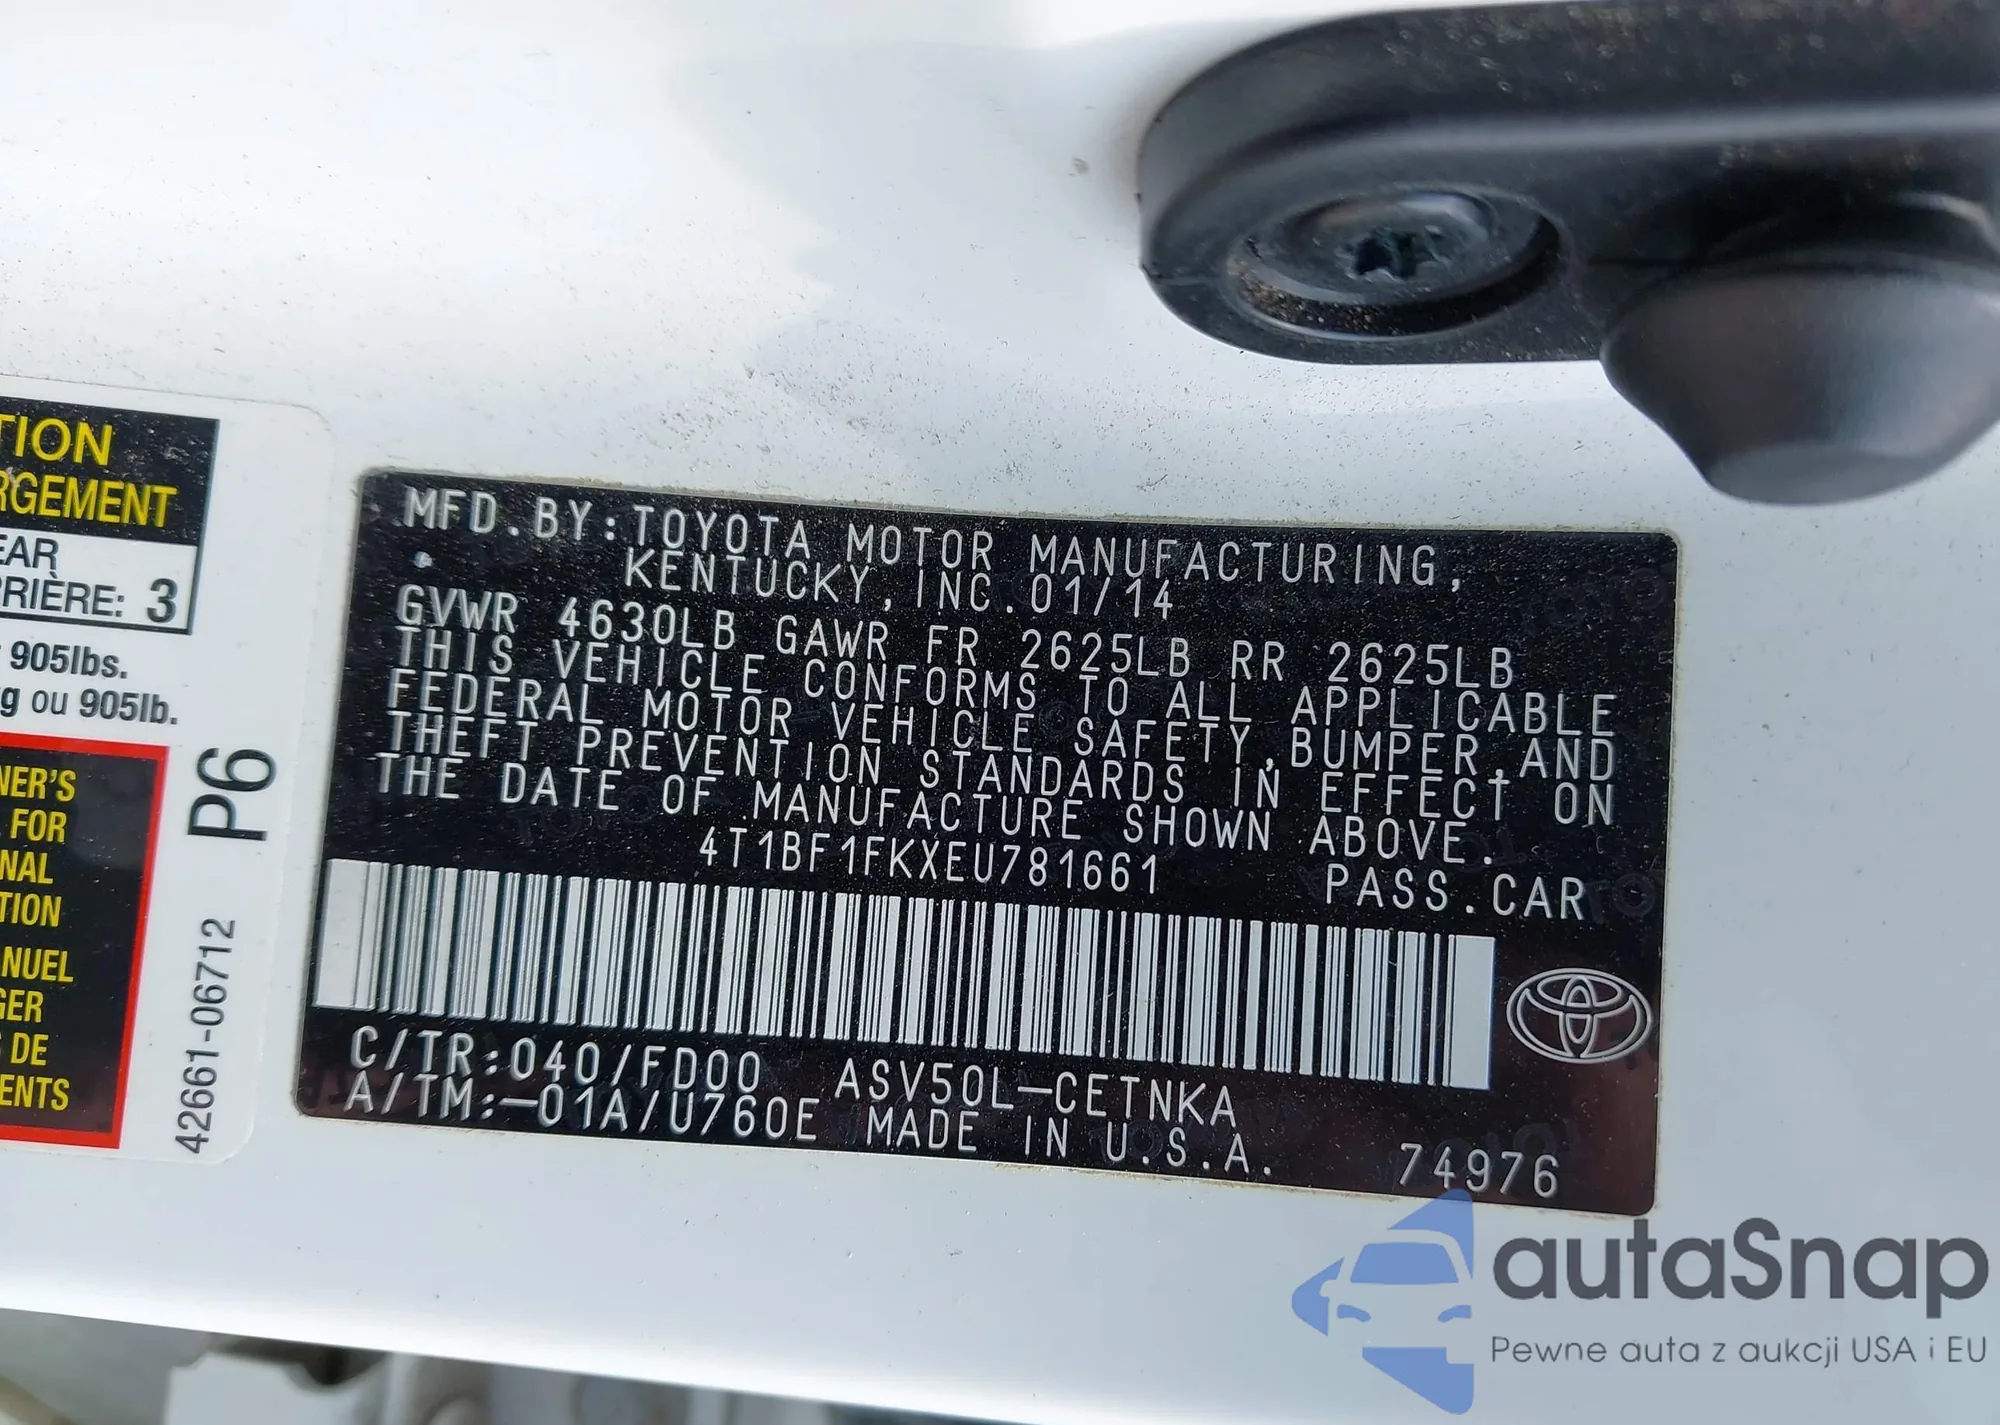 TION
RGEMENT
EAR
RRIÈRE: 3
905lbs.
g ou 905lb.
NER'S
FOR
NAL
TION
NUEL
GER
DE
ENTS
P6
42661-06712
MFD.BY:TOYOTA MOTOR MANUFACTURING,
KENTUCKY,INC.01/14
GVWR 4630LB GAWR FR 2625LB RR 2625LB
THIS VEHICLE CONFORMS TO ALL APPLICABLE
FEDERAL MOTOR VEHICLE SAFETY,BUMPER,AND
THEFT PREVENTION STANDARDS IN EFFECT ON
THE DATE OF MANUFACTURE SHOWN ABOVE.
4T1BF1FKXEU781661 PASS.CAR
C/TR:040/FD00 ASV50L-CETNKA
A/TM:-01A/U760E MADE IN U.S.A. 74976
autaSnap
Pewne auta z aukcji USA i EU